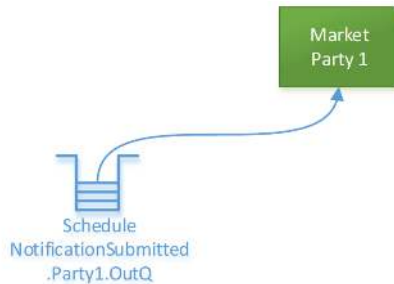 Market
Party 1
Schedule
NotificationSubmitted
.Party1.OutQ